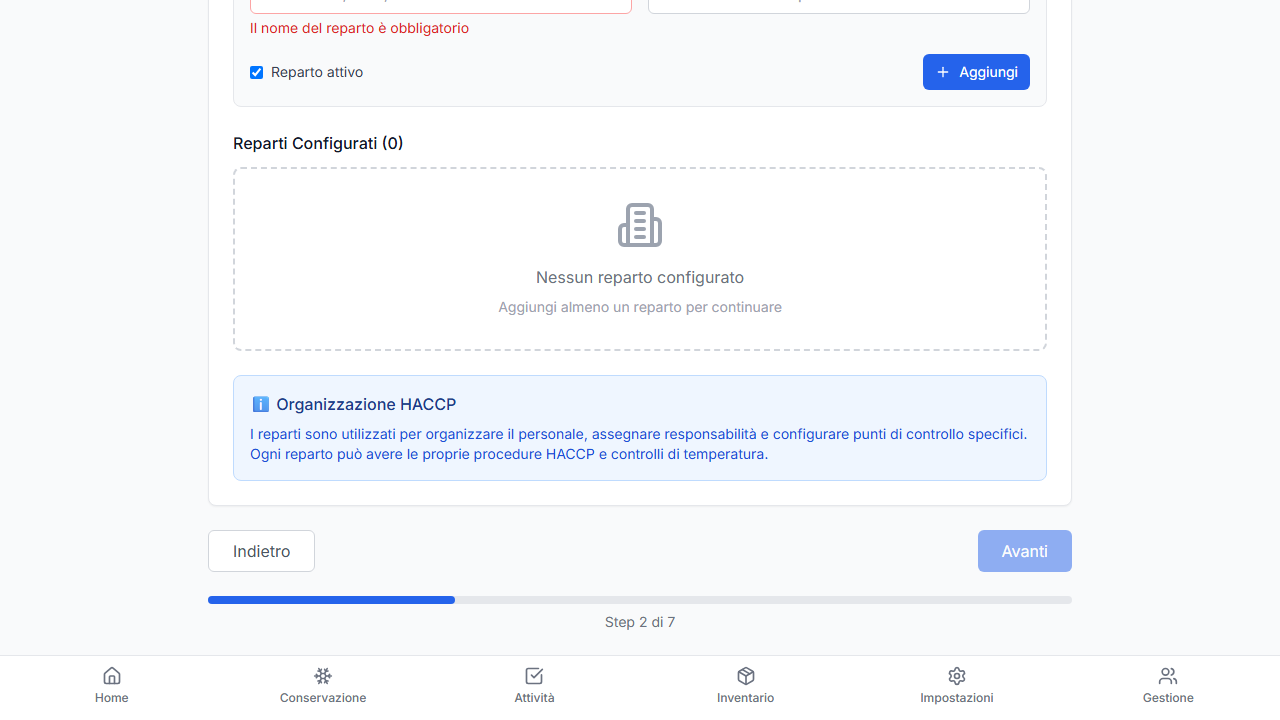 Il nome del reparto è obbligatorio
Reparto attivo
Aggiungi
Reparti Configurati (0)
Nessun reparto configurato
Aggiungi almeno un reparto per continuare
Organizzazione HACCP
I reparti sono utilizzati per organizzare il personale, assegnare responsabilità e configurare punti di controllo specifici.
Ogni reparto può avere le proprie procedure HACCP e controlli di temperatura.
Indietro
Avanti
Step 2 di 7
Home
Conservazione
Attività
Inventario
Impostazioni
Gestione